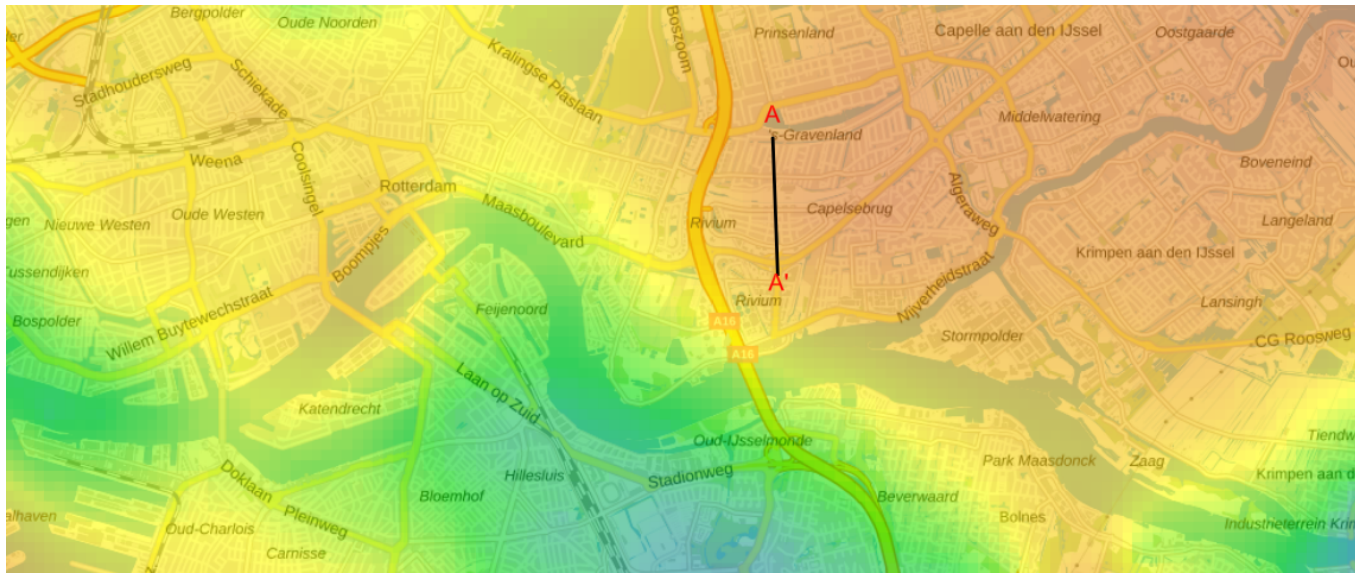 Bergpolder
Oude Noorden
Boszoom
Prinsenland
Capelle aan den IJssel
Oostgaarde
Stadhoudersweg
Schiekade
Kralingse Plaslaan
A
's-Gravenland
Middelwatering
Weena
Coolsingel
Rotterdam
Maasboulevard
Boveneind
Algeraweg
Nieuwe Westen
Oude Westen
Boompjes
Rivium
Capelsebrug
Langeland
Krimpen aan den IJssel
Tussendijken
A'
Rivium
Nijverheidstraat
Lansingh
Bospolder
Willem Buytewechstraat
Feijenoord
A16
Stormpolder
CG Roosweg
A16
Laan op Zuid
Katendrecht
Oud-IJsselmonde
Tiendw
Doklaan
Hillesluis
Stadionweg
Park Maasdonck
Zaag
Krimpen aan d
Bloemhof
Beverwaard
Pleinweg
alhaven
Oud-Charlois
Bolnes
Industrieterrein Krim
Carnisse